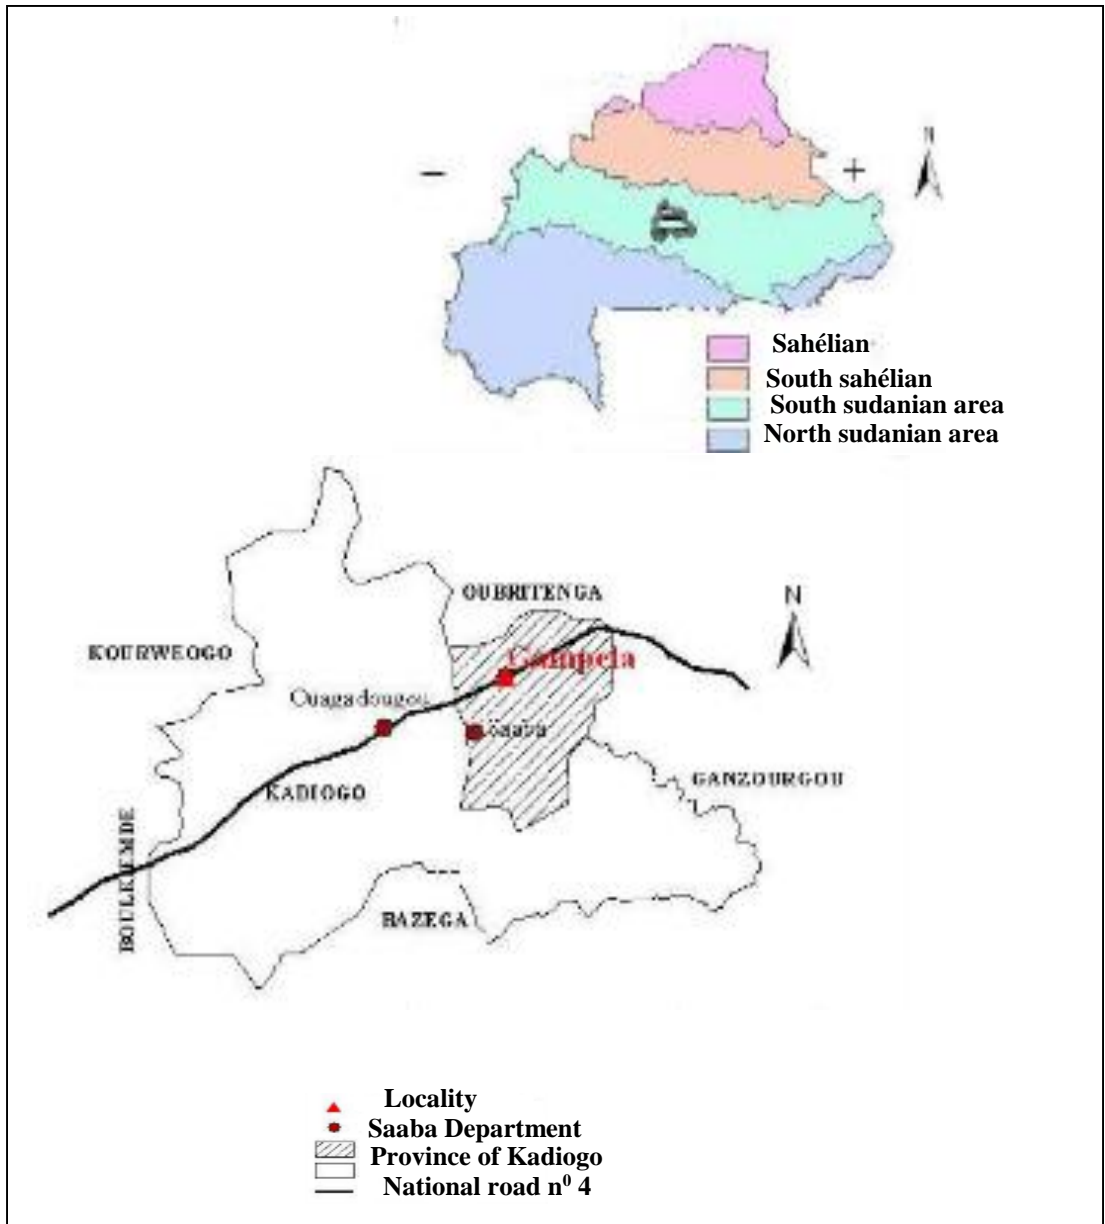 N
− +
Sahélian
South sahélian
South sudanian area
North sudanian area
OUBRITENGA
N
KOURWEOGO
Gampela
Ouagadougou
Saaba
GANZOURGOU
KADIOGO
BOULKIEMDE
BAZEGA
Locality
Saaba Department
Province of Kadiogo
National road n⁰ 4